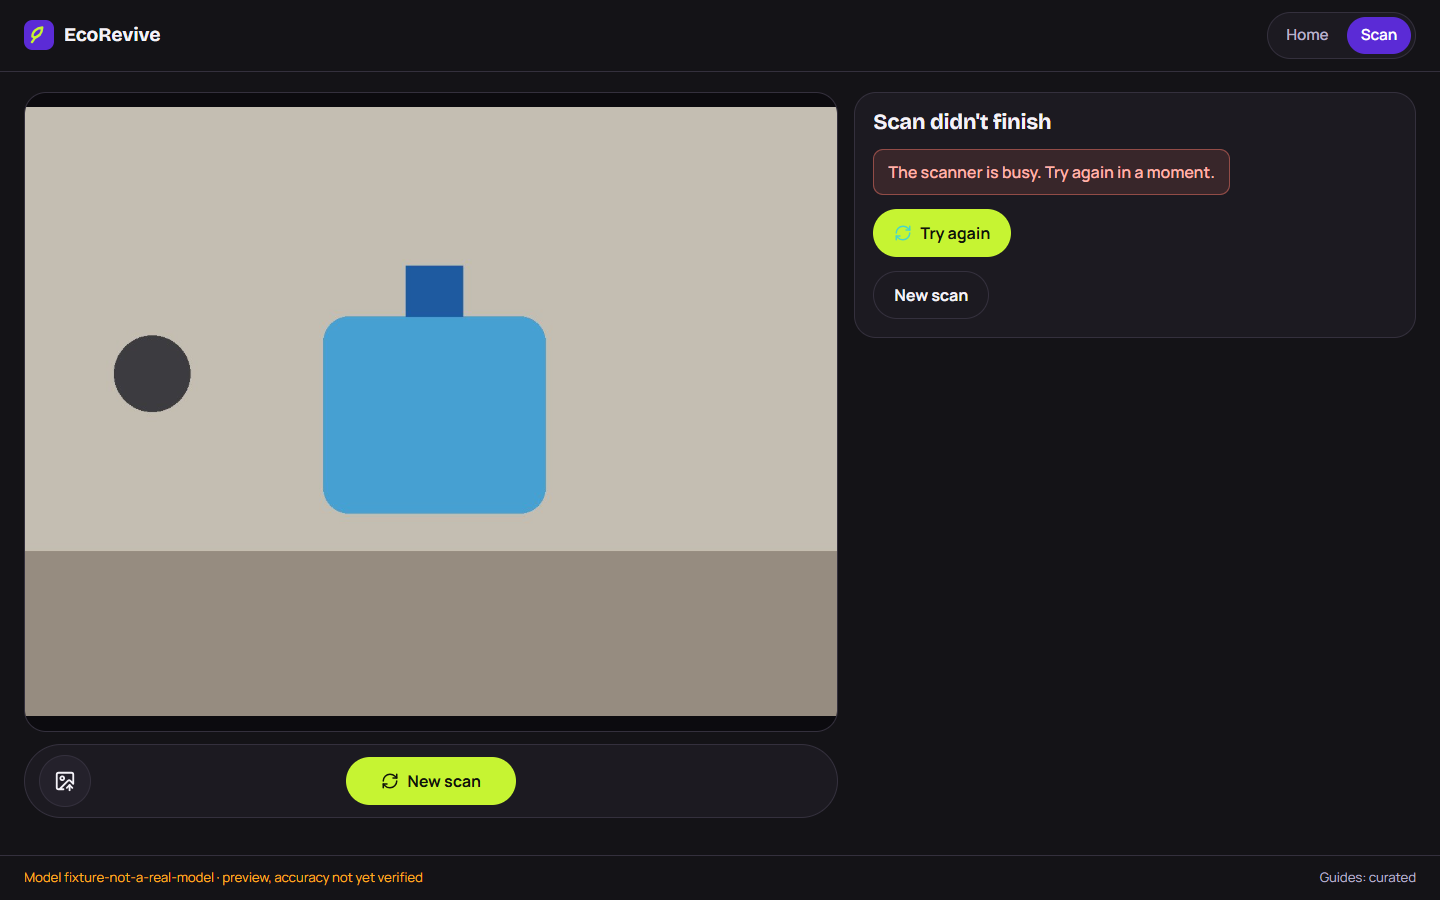 EcoRevive
Home
Scan
Scan didn't finish
The scanner is busy. Try again in a moment.
Try again
New scan
New scan
Model fixture-not-a-real-model · preview, accuracy not yet verified
Guides: curated